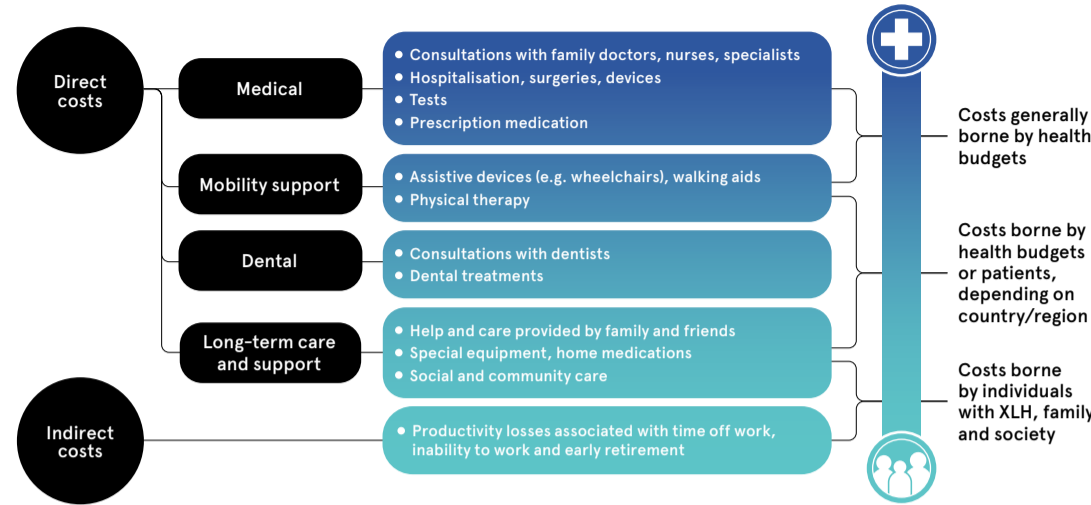 Direct
costs
Medical
• Consultations with family doctors, nurses, specialists
• Hospitalisation, surgeries, devices
• Tests
• Prescription medication
Mobility support
• Assistive devices (e.g. wheelchairs), walking aids
• Physical therapy
Dental
• Consultations with dentists
• Dental treatments
Long-term care
and support
• Help and care provided by family and friends
• Special equipment, home medications
• Social and community care
Indirect
costs
• Productivity losses associated with time off work,
inability to work and early retirement
Costs generally
borne by health
budgets
Costs borne by
health budgets
or patients,
depending on
country/region
Costs borne
by individuals
with XLH, family
and society